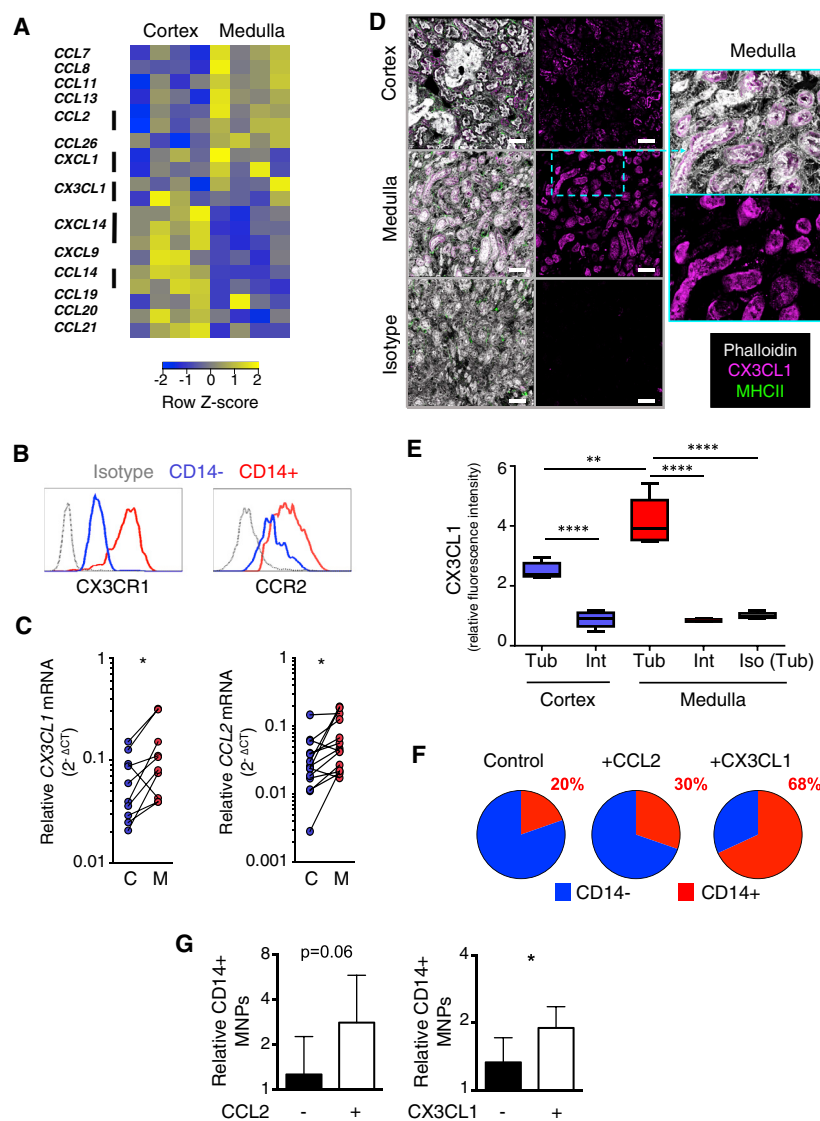 A
Cortex Medulla
CCL7
CCL8
CCL11
CCL13
CCL2
CCL26
CXCL1
CX3CL1
CXCL14
CXCL9
CCL14
CCL19
CCL20
CCL21
-2 -1 0 1 2
Row Z-score
B
Isotype CD14- CD14+
CX3CR1 CCR2
C
Relative CX3CL1 mRNA
(2^-ΔCT)
1
0.1
0.01
*
C M
Relative CCL2 mRNA
(2^-ΔCT)
1
0.1
0.01
0.001
*
C M
D
Cortex
Medulla
Isotype
Medulla
Phalloidin
CX3CL1
MHCII
E
CX3CL1
(relative fluorescence intensity)
6
4
2
0
**
****
****
****
Tub Int Tub Int Iso (Tub)
Cortex Medulla
F
Control +CCL2 +CX3CL1
20% 30% 68%
CD14- CD14+
G
Relative CD14+
MNPs
8
4
2
1
p=0.06
CCL2 - +
Relative CD14+
MNPs
4
2
1
*
CX3CL1 - +